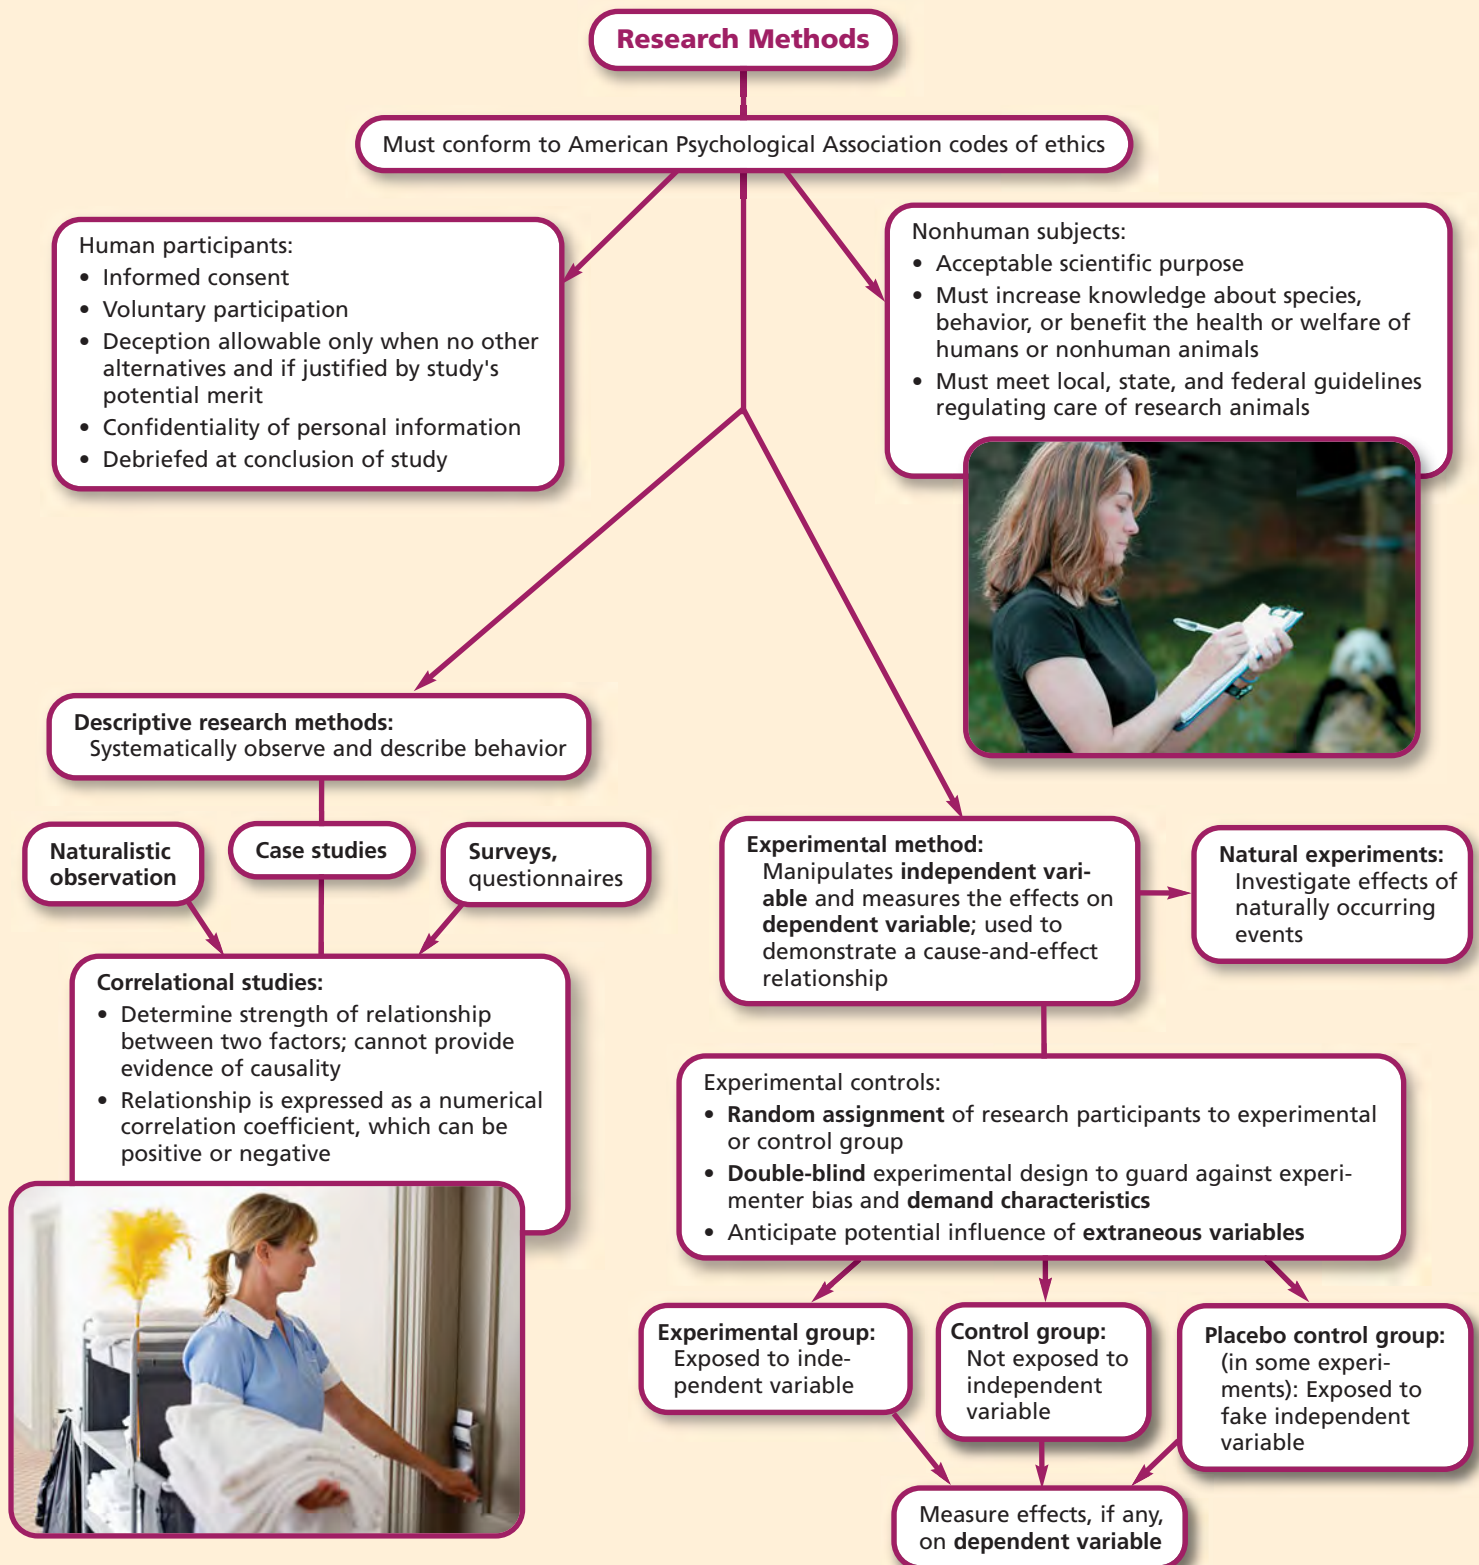 Research Methods
Must conform to American Psychological Association codes of ethics
Human participants:
• Informed consent
• Voluntary participation
• Deception allowable only when no other
alternatives and if justified by study's
potential merit
• Confidentiality of personal information
• Debriefed at conclusion of study
Nonhuman subjects:
• Acceptable scientific purpose
• Must increase knowledge about species,
behavior, or benefit the health or welfare of
humans or nonhuman animals
• Must meet local, state, and federal guidelines
regulating care of research animals
Descriptive research methods:
Systematically observe and describe behavior
Naturalistic
observation
Case studies
Surveys,
questionnaires
Correlational studies:
• Determine strength of relationship
between two factors; cannot provide
evidence of causality
• Relationship is expressed as a numerical
correlation coefficient, which can be
positive or negative
Experimental method:
Manipulates independent vari-
able and measures the effects on
dependent variable; used to
demonstrate a cause-and-effect
relationship
Natural experiments:
Investigate effects of
naturally occurring
events
Experimental controls:
• Random assignment of research participants to experimental
or control group
• Double-blind experimental design to guard against experi-
menter bias and demand characteristics
• Anticipate potential influence of extraneous variables
Experimental group:
Exposed to inde-
pendent variable
Control group:
Not exposed to
independent
variable
Placebo control group:
(in some experi-
ments): Exposed to
fake independent
variable
Measure effects, if any,
on dependent variable